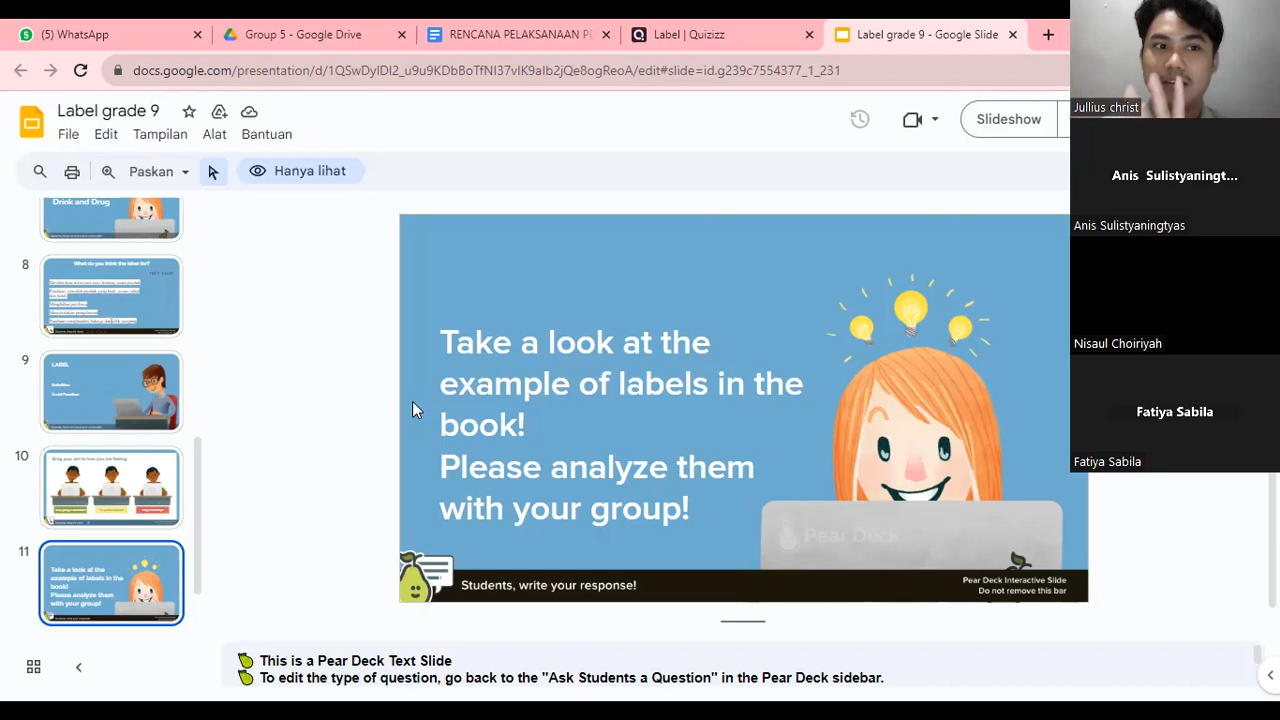 WhatsApp
Group 5 - Google Drive
RENCANA PELAKSANAAN PE
Label | Quizizz
Label grade 9 - Google Slide
docs.google.com/presentation/d/1QSwDylDI2_u9u9KDbBoTfNI37vlK9aIb2jQe8ogReoA/edit#slide=id.g239c7554377_1_231
Label grade 9
File Edit Tampilan Alat Bantuan
Slideshow
Paskan
Hanya lihat
Drink and Drug
8
What do you think the label for?
9
LABEL
Definition
Social Function
10
11
Take a look at the
example of labels in the
book!
Please analyze them
with your group!
Take a look at the
example of labels in the
book!
Please analyze them
with your group!
Pear Deck
Students, write your response!
Pear Deck Interactive Slide
Do not remove this bar
This is a Pear Deck Text Slide
To edit the type of question, go back to the "Ask Students a Question" in the Pear Deck sidebar.
Jullius christ
Anis Sulistyaningt...
Anis Sulistyaningtyas
Nisaul Choiriyah
Fatiya Sabila
Fatiya Sabila